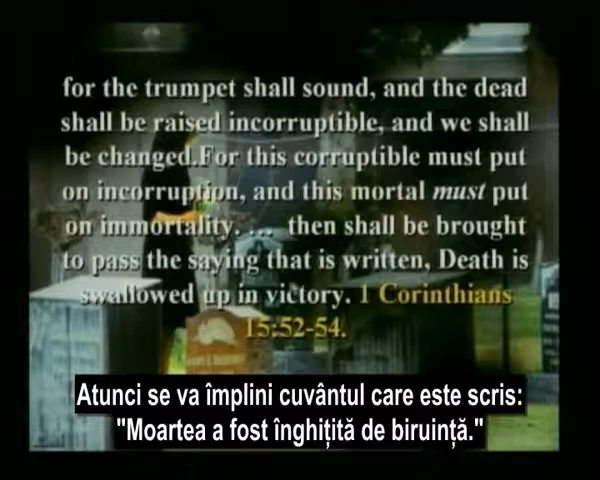 for the trumpet shall sound, and the dead
shall be raised incorruptible, and we shall
be changed.For this corruptible must put
on incorruption, and this mortal must put
on immortality. … then shall be brought
to pass the saying that is written, Death is
swallowed up in victory. 1 Corinthians
15:52-54.
Atunci se va împlini cuvântul care este scris:
"Moartea a fost înghițită de biruință."